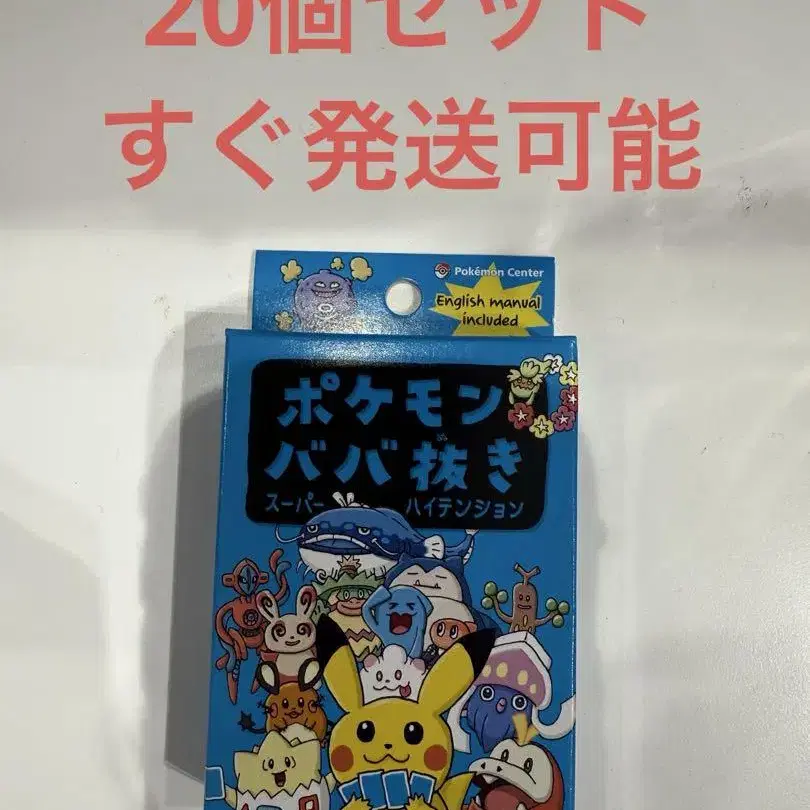 20個セット
すぐ発送可能
Pokémon Center
English manual
included
ポケモン
ババ抜き
スーパー ハイテンション